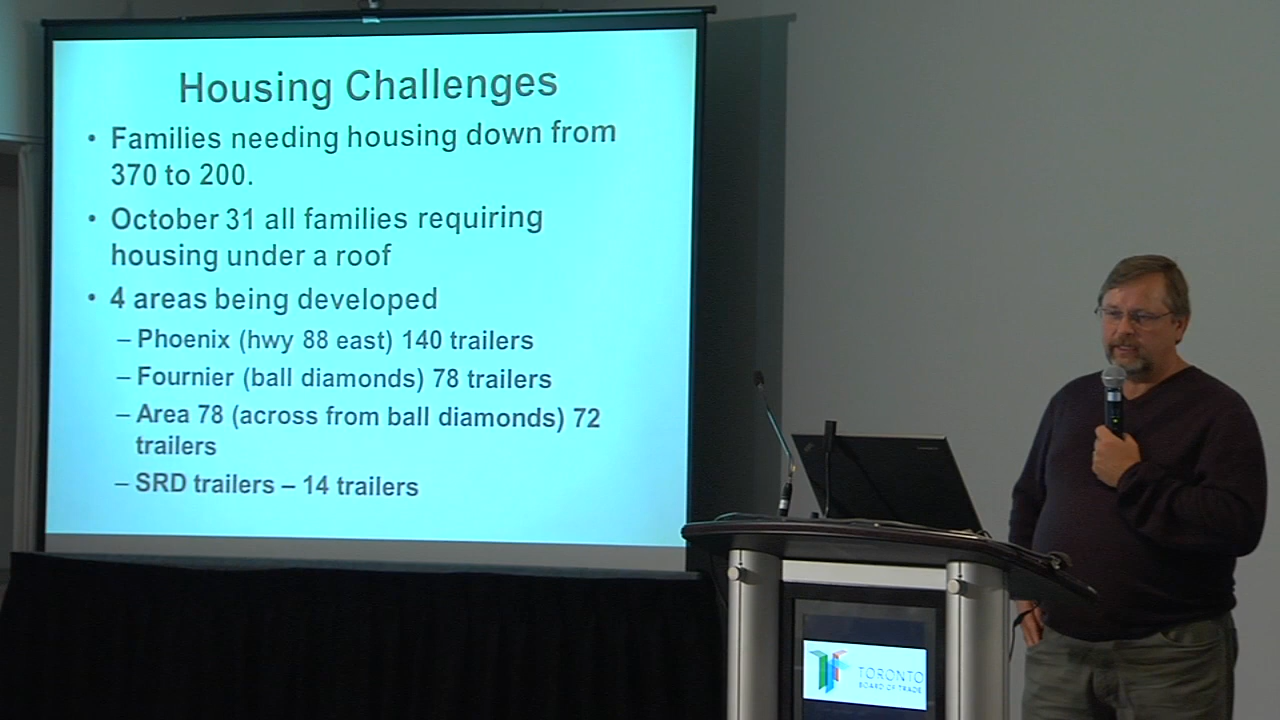 Housing Challenges
• Families needing housing down from
370 to 200.
• October 31 all families requiring
housing under a roof
• 4 areas being developed
– Phoenix (hwy 88 east) 140 trailers
– Fournier (ball diamonds) 78 trailers
– Area 78 (across from ball diamonds) 72
trailers
– SRD trailers – 14 trailers
TORONTO
BOARD OF TRADE